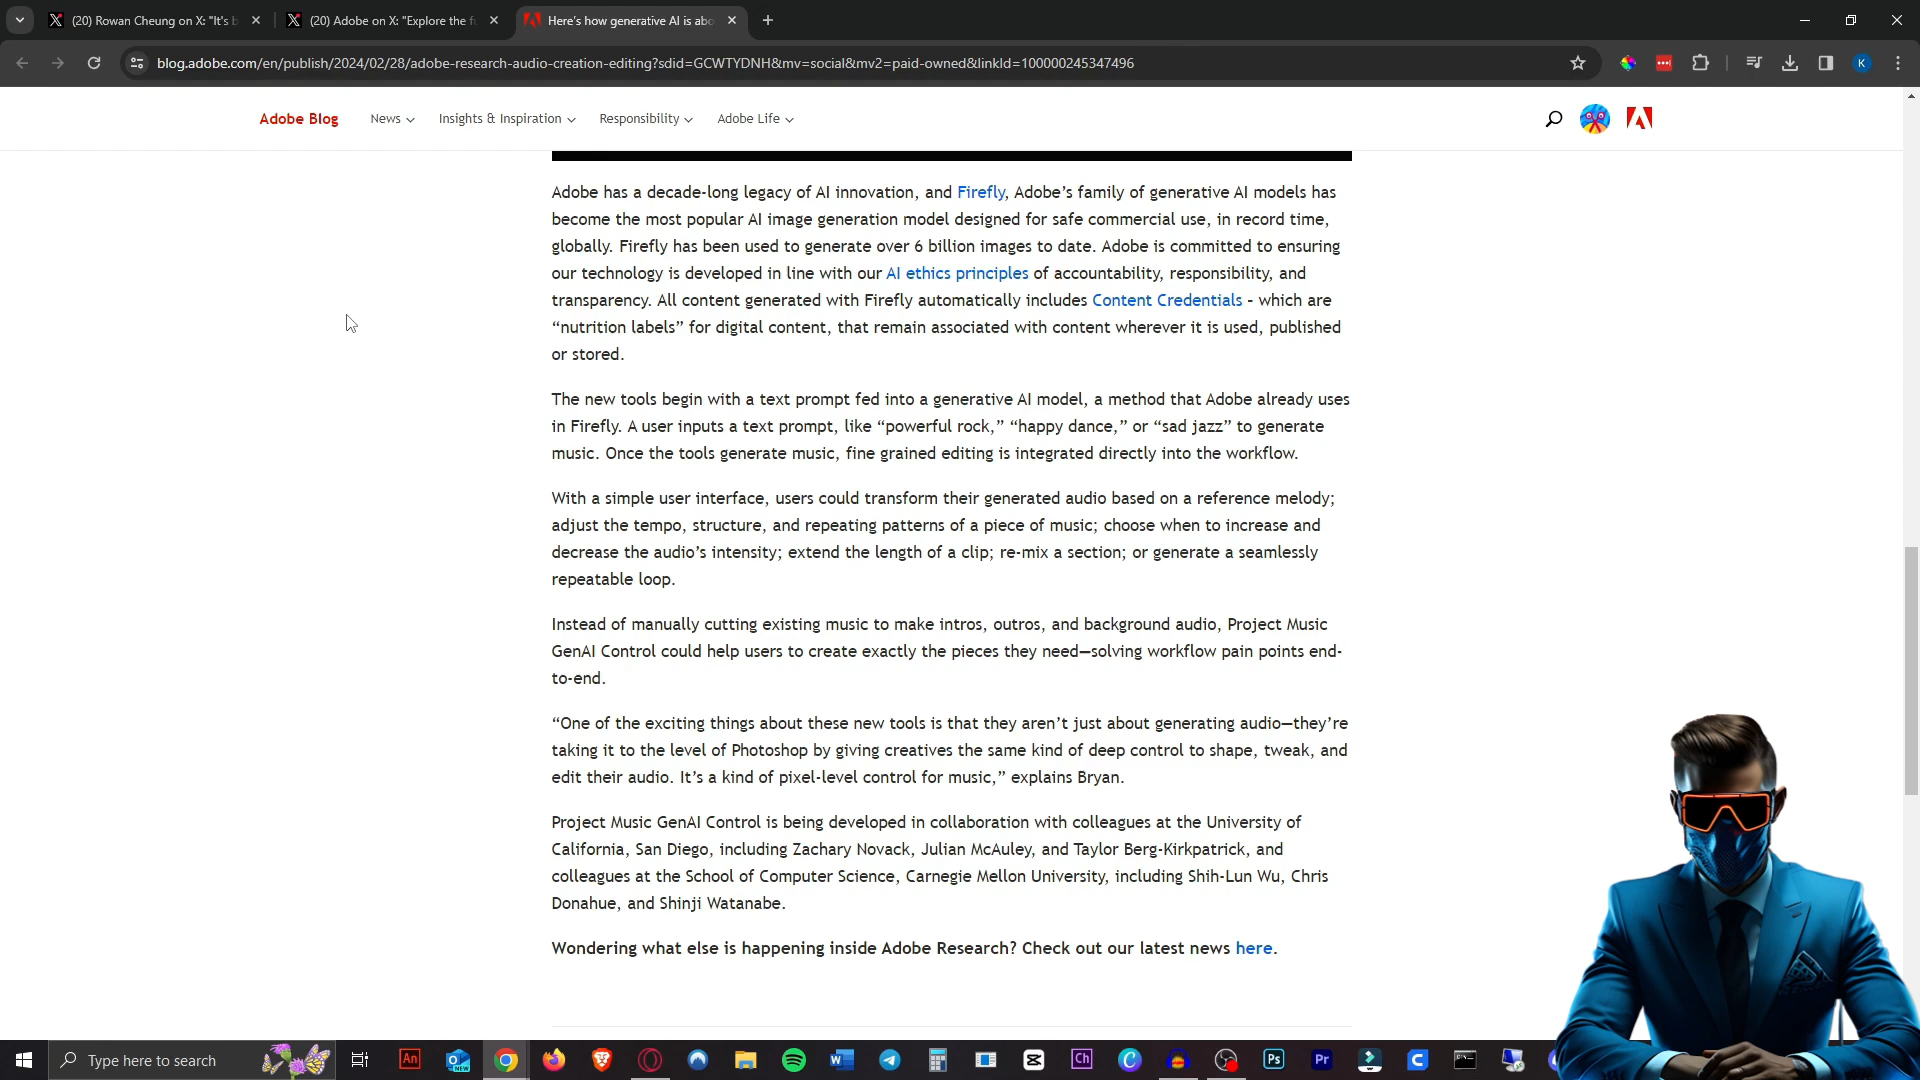 (20) Rowan Cheung on X: "It's b
(20) Adobe on X: "Explore the fu
Here's how generative AI is abo
blog.adobe.com/en/publish/2024/02/28/adobe-research-audio-creation-editing?sdid=GCWTYDNH&mv=social&mv2=paid-owned&linkId=100000245347496
K
Adobe Blog
News
Insights & Inspiration
Responsibility
Adobe Life
Adobe has a decade-long legacy of AI innovation, and Firefly, Adobe's family of generative AI models has
become the most popular AI image generation model designed for safe commercial use, in record time,
globally. Firefly has been used to generate over 6 billion images to date. Adobe is committed to ensuring
our technology is developed in line with our AI ethics principles of accountability, responsibility, and
transparency. All content generated with Firefly automatically includes Content Credentials – which are
“nutrition labels” for digital content, that remain associated with content wherever it is used, published
or stored.
The new tools begin with a text prompt fed into a generative AI model, a method that Adobe already uses
in Firefly. A user inputs a text prompt, like “powerful rock,” “happy dance,” or “sad jazz” to generate
music. Once the tools generate music, fine grained editing is integrated directly into the workflow.
With a simple user interface, users could transform their generated audio based on a reference melody;
adjust the tempo, structure, and repeating patterns of a piece of music; choose when to increase and
decrease the audio's intensity; extend the length of a clip; re-mix a section; or generate a seamlessly
repeatable loop.
Instead of manually cutting existing music to make intros, outros, and background audio, Project Music
GenAI Control could help users to create exactly the pieces they need—solving workflow pain points end-
to-end.
“One of the exciting things about these new tools is that they aren't just about generating audio—they're
taking it to the level of Photoshop by giving creatives the same kind of deep control to shape, tweak, and
edit their audio. It's a kind of pixel-level control for music,” explains Bryan.
Project Music GenAI Control is being developed in collaboration with colleagues at the University of
California, San Diego, including Zachary Novack, Julian McAuley, and Taylor Berg-Kirkpatrick, and
colleagues at the School of Computer Science, Carnegie Mellon University, including Shih-Lun Wu, Chris
Donahue, and Shinji Watanabe.
Wondering what else is happening inside Adobe Research? Check out our latest news here.
Type here to search
An
NEW
Ch
Ps
Pr